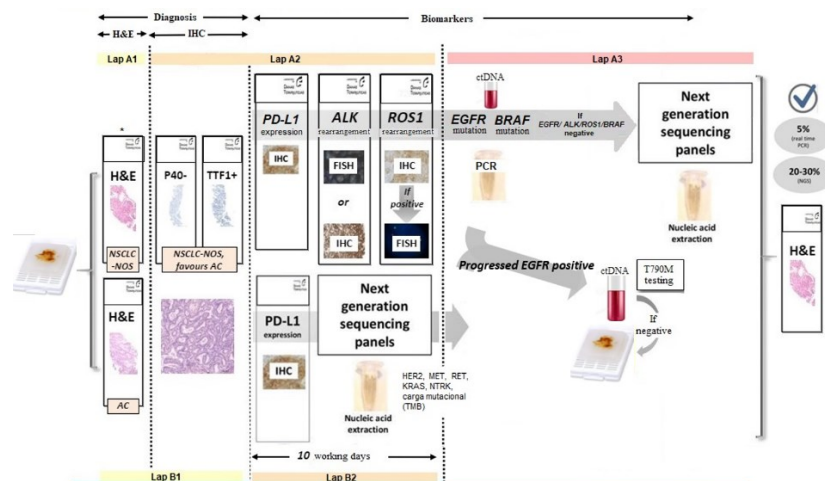 Diagnosis
Biomarkers
H&E
IHC
Lap A1
Lap A2
Lap A3
*
H&E
NSCLC
-NOS
P40-
TTF1+
NSCLC-NOS,
favours AC
PD-L1
expression
IHC
ALK
rearrangement
FISH
or
IHC
ROS1
rearrangement
IHC
If
positive
FISH
ctDNA
EGFR
mutation
BRAF
mutation
PCR
If
EGFR/ ALK/ROS1/BRAF
negative
Next
generation
sequencing
panels
Nucleic acid
extraction
5%
(real time
PCR)
20-30%
(NGS)
H&E
Progressed EGFR positive
ctDNA
T790M
testing
If
negative
H&E
AC
PD-L1
expression
IHC
Next
generation
sequencing
panels
Nucleic acid
extraction
HER2, MET, RET,
KRAS, NTRK,
carga mutacional
(TMB)
10 working days
Lap B1
Lap B2